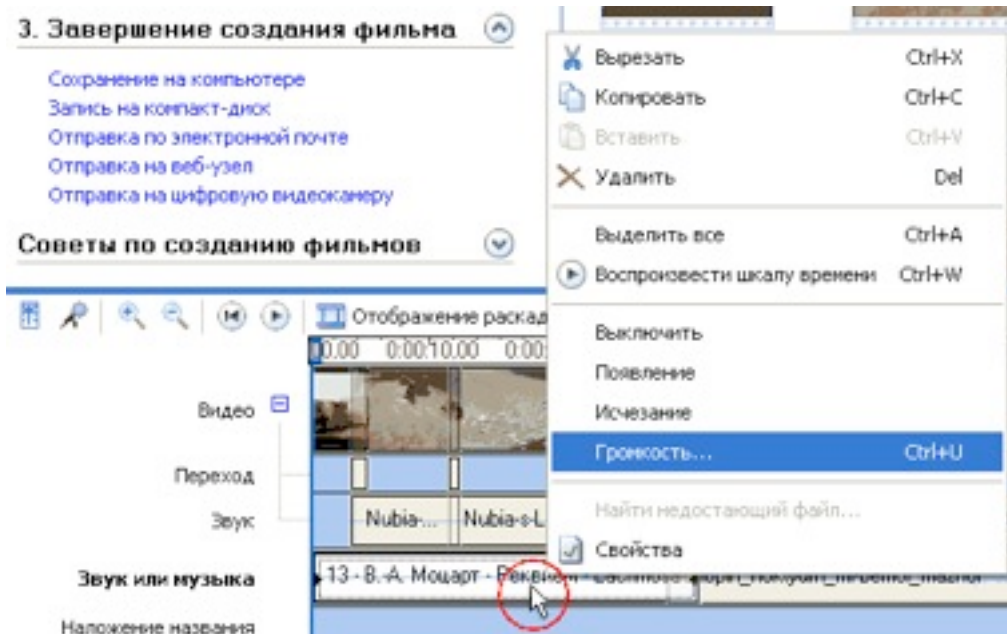 3. Завершение создания фильма
Сохранение на компьютере
Запись на компакт-диск
Отправка по электронной почте
Отправка на веб-узел
Отправка на цифровую видеокамеру
Советы по созданию фильмов
Вырезать Ctrl+X
Копировать Ctrl+C
Вставить Ctrl+V
Удалить Del
Выделить все Ctrl+A
Воспроизвести шкалу времени Ctrl+W
Выключить
Появление
Исчезание
Громкость... Ctrl+U
Найти недостающий файл...
Свойства
Отображение раскад
0.00 0:00:10.00 0:00:
Видео
Переход
Звук
Nubia-... Nubia-s-L
Звук или музыка
13 - В.-А. Моцарт - Реквием -
Наложение названия